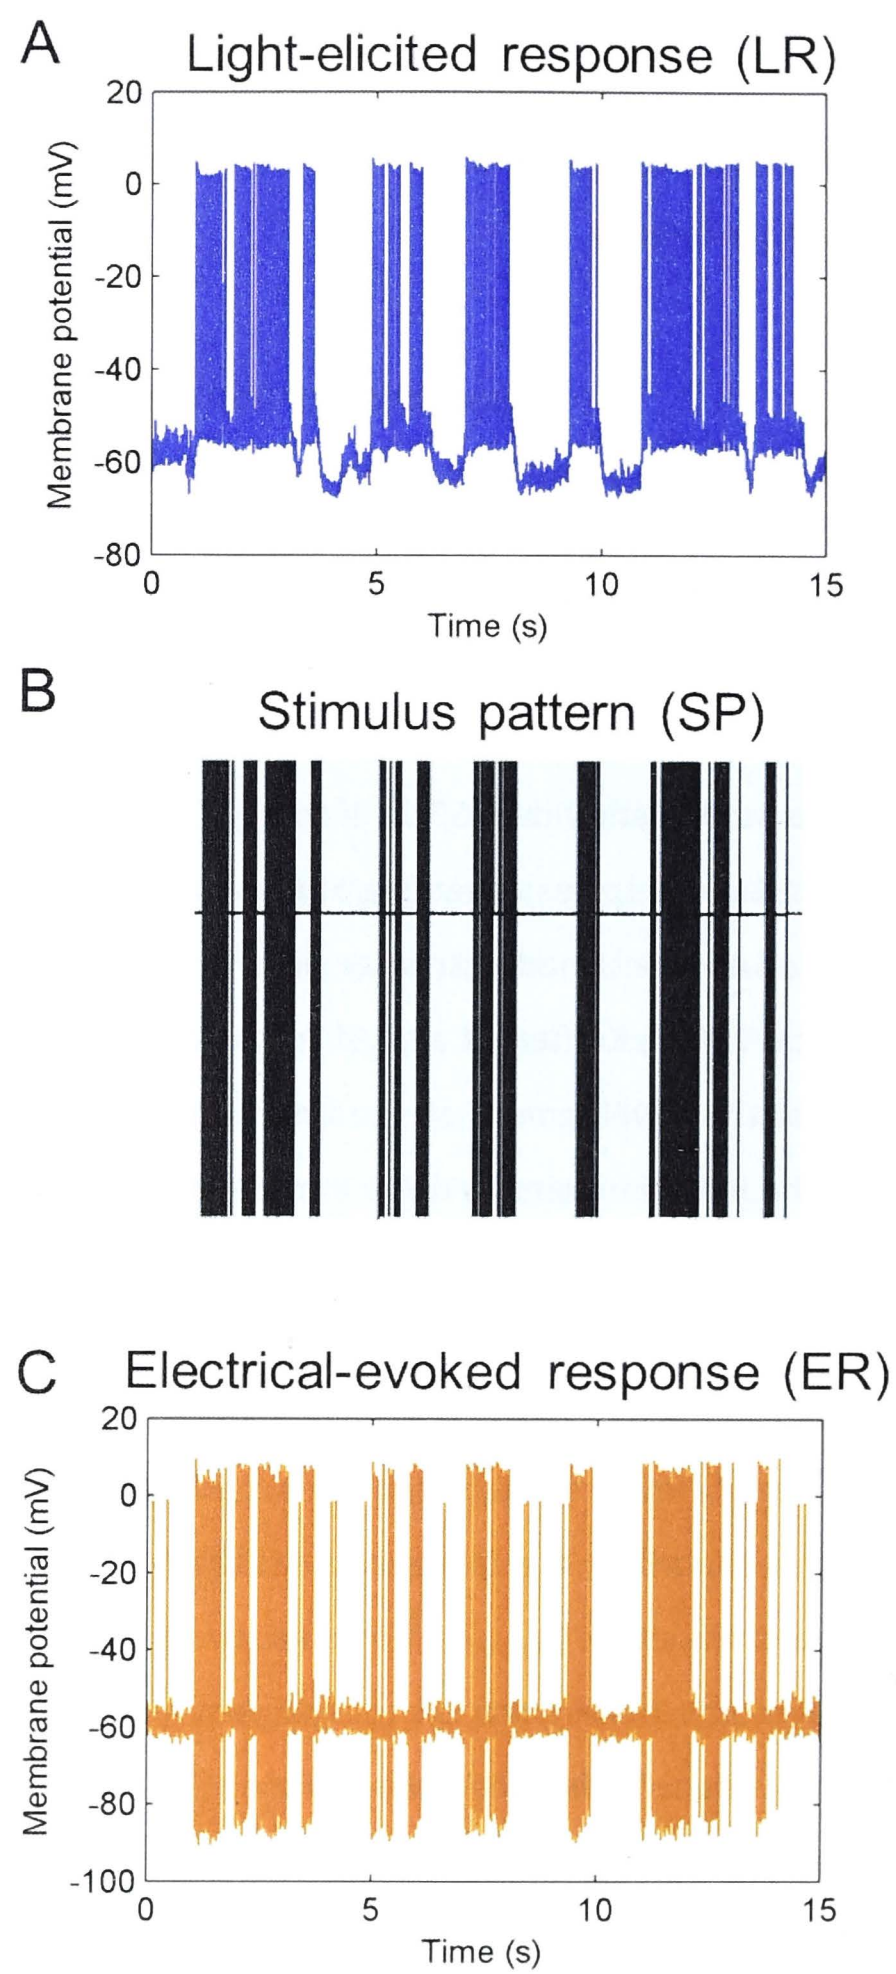 A
Light-elicited response (LR)
20
0
-20
-40
-60
-80
Membrane potential (mV)
0 5 10 15
Time (s)
B
Stimulus pattern (SP)
C
Electrical-evoked response (ER)
20
0
-20
-40
-60
-80
-100
Membrane potential (mV)
0 5 10 15
Time (s)